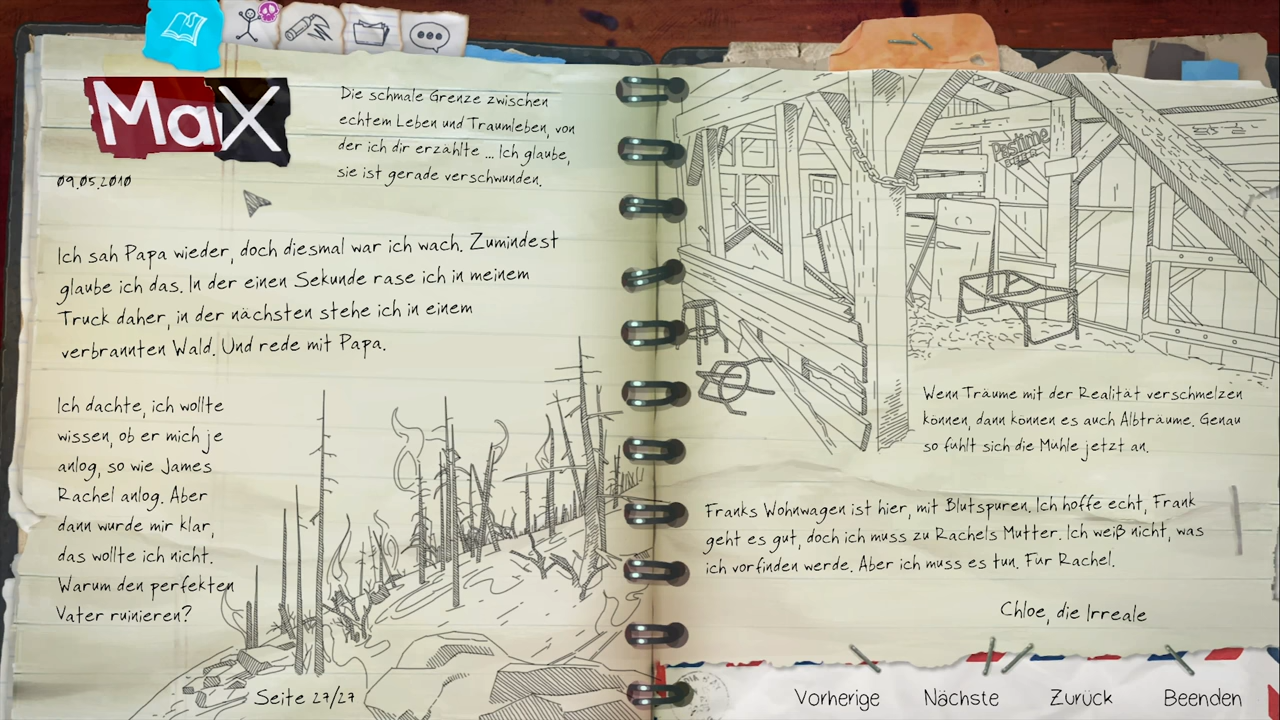 MaX
09.05.2010
Die schmale Grenze zwischen
echtem Leben und Traumleben, von
der ich dir erzählte ... Ich glaube,
sie ist gerade verschwunden.
Ich sah Papa wieder, doch diesmal war ich wach. Zumindest
glaube ich das. In der einen Sekunde rase ich in meinem
Truck daher, in der nächsten stehe ich in einem
verbrannten Wald. Und rede mit Papa.
Ich dachte, ich wollte
wissen, ob er mich je
anlog, so wie James
Rachel anlog. Aber
dann wurde mir klar,
das wollte ich nicht.
Warum den perfekten
Vater ruinieren?
Seite 27/27
Pastime
Wenn Träume mit der Realität verschmelzen
können, dann können es auch Albträume. Genau
so fühlt sich die Mühle jetzt an.
Franks Wohnwagen ist hier, mit Blutspuren. Ich hoffe echt, Frank
geht es gut, doch ich muss zu Rachels Mutter. Ich weiß nicht, was
ich vorfinden werde. Aber ich muss es tun. Für Rachel.
Chloe, die Irreale
Vorherige Nächste Zurück Beenden